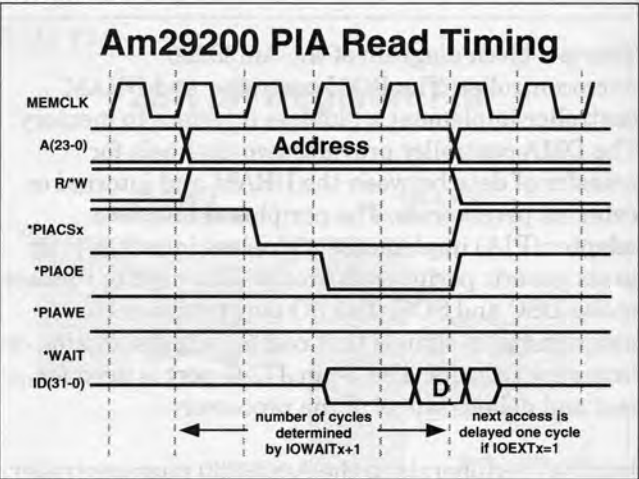 Am29200 PIA Read Timing
MEMCLK
A(23-0)
Address
R/*W
*PIACSx
*PIAOE
*PIAWE
*WAIT
ID(31-0)
D
number of cycles
determined
by IOWAITx+1
next access is
delayed one cycle
if IOEXTx=1